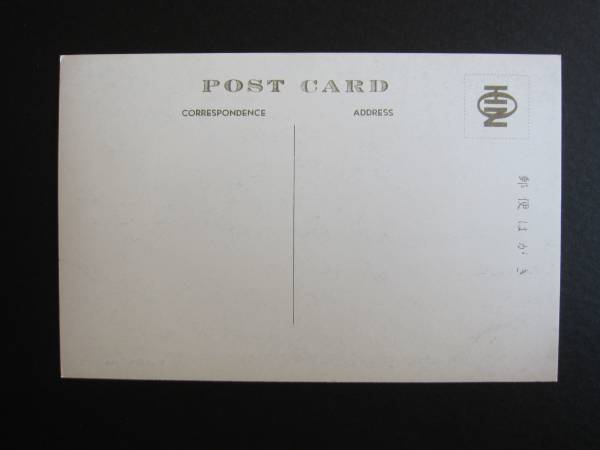 POST CARD
CORRESPONDENCE
ADDRESS
郵便はがき